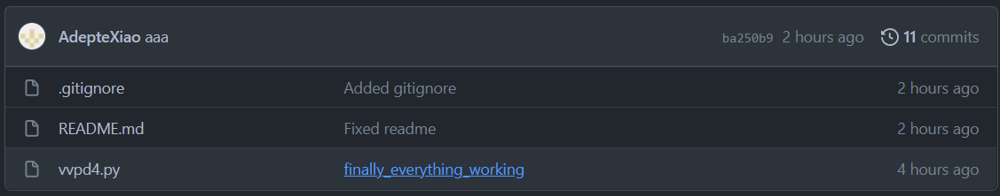 AdepteXiao aaa ba250b9 2 hours ago 11 commits
.gitignore Added gitignore 2 hours ago
README.md Fixed readme 2 hours ago
vvpd4.py finally_everything_working 4 hours ago